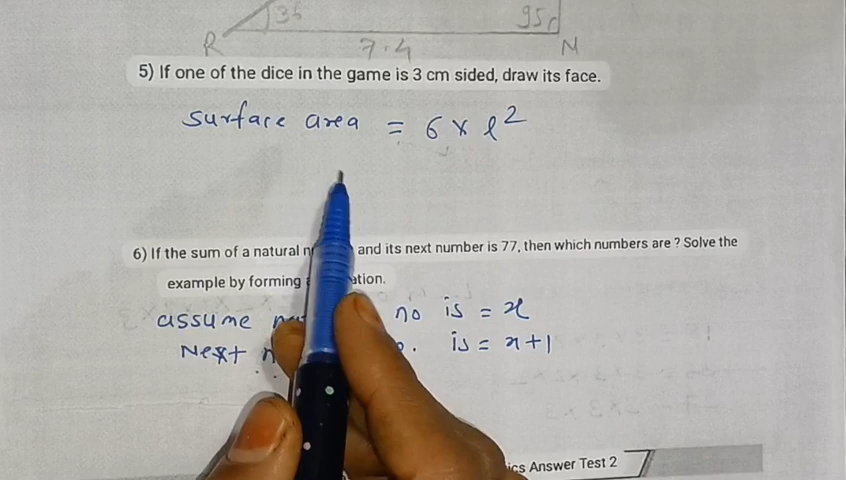 36 95
R 7.4 M
5) If one of the dice in the game is 3 cm sided, draw its face.
Surface area = 6 x l²
6) If the sum of a natural and its next number is 77, then which numbers are ? Solve the
example by forming
assume no is = x
Next is = x+1
ics Answer Test 2